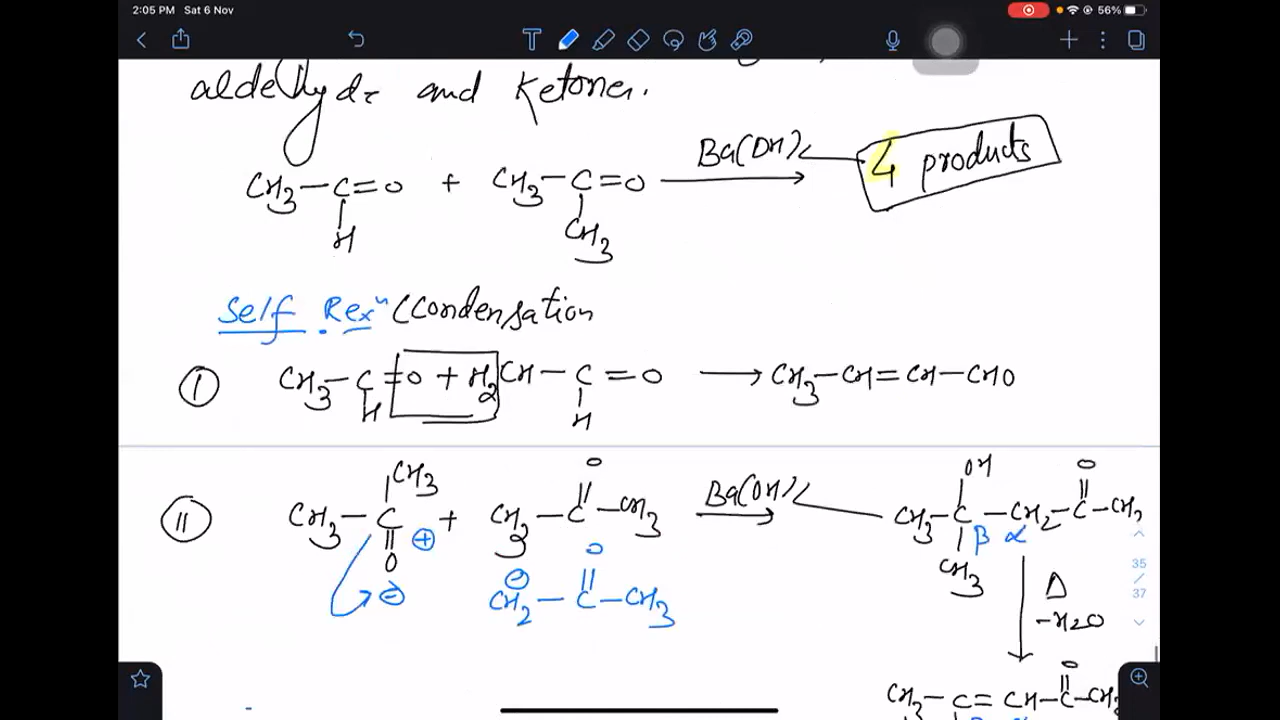 2:05 PM Sat 6 Nov
56%
aldehyde and Ketone.
CH3–C=O + CH3–C=O Ba(OH)2 4 products
H CH3
Self Rexⁿ (Condensation
I CH3–C=O + H2CH–C=O → CH3–CH=CH–CHO
H H
CH3 O OH O
II CH3–C + CH3–C–CH3 Ba(OH)2 CH3–C–CH2–C–CH3
⊕ β α
O O CH3
⊖ ⊖
CH2–C–CH3 Δ
–H2O
35
/
37
O
CH3–C=CH–C–CH3